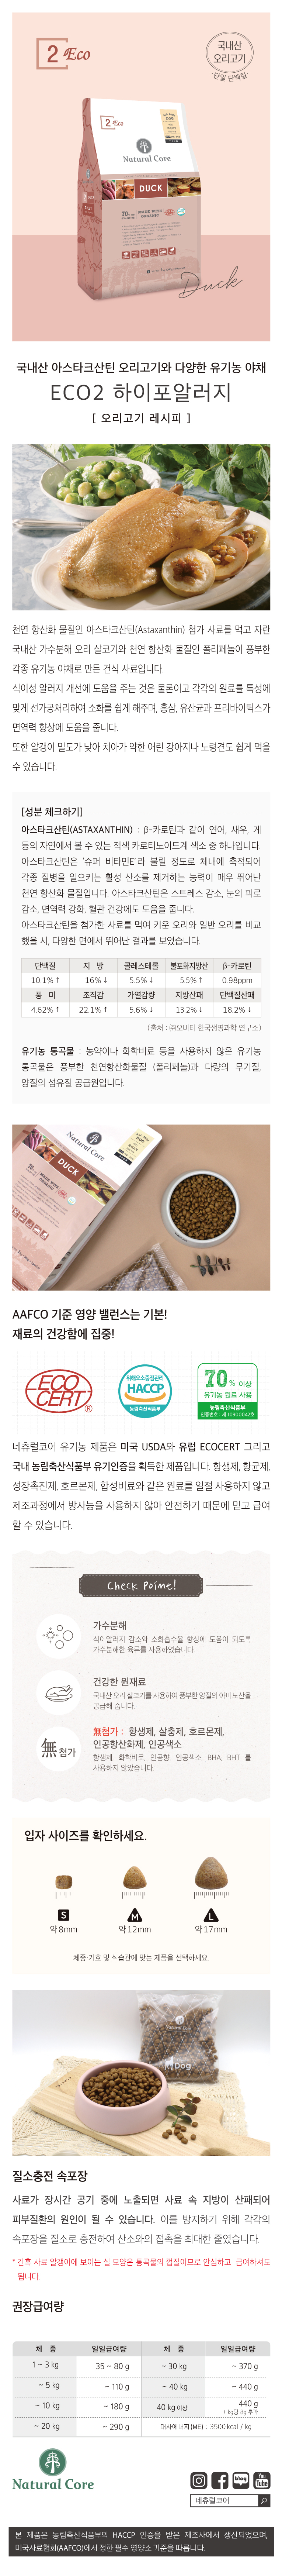 2 Eco
국내산
오리고기
·단일 단백질·
2 Eco
Natural Core
DUCK
Duck
국내산 아스타크산틴 오리고기와 다양한 유기농 야채
ECO2 하이포알러지
[ 오리고기 레시피 ]
천연 항산화 물질인 아스타크산틴(Astaxanthin) 첨가 사료를 먹고 자란
국내산 가수분해 오리 살코기와 천연 항산화 물질인 폴리페놀이 풍부한
각종 유기농 야채로 만든 건식 사료입니다.
식이성 알러지 개선에 도움을 주는 것은 물론이고 각각의 원료를 특성에
맞게 선가공처리하여 소화를 쉽게 해주며, 홍삼, 유산균과 프리바이틱스가
면역력 향상에 도움을 줍니다.
또한 알갱이 밀도가 낮아 치아가 약한 어린 강아지나 노령견도 쉽게 먹을
수 있습니다.
[성분 체크하기]
아스타크산틴(ASTAXANTHIN) : β-카로틴과 같이 연어, 새우, 게
등의 자연에서 볼 수 있는 적색 카로티노이드계 색소 중 하나입니다.
아스타크산틴은 ‘슈퍼 비타민E’라 불릴 정도로 체내에 축적되어
각종 질병을 일으키는 활성 산소를 제거하는 능력이 매우 뛰어난
천연 항산화 물질입니다. 아스타크산틴은 스트레스 감소, 눈의 피로
감소, 면역력 강화, 혈관 건강에도 도움을 줍니다.
아스타크산틴을 첨가한 사료를 먹여 키운 오리와 일반 오리를 비교
했을 시, 다양한 면에서 뛰어난 결과를 보였습니다.
단백질 지 방 콜레스테롤 불포화지방산 β-카로틴
10.1%↑ 16%↓ 5.5%↓ 5.5%↑ 0.98ppm
풍 미 조직감 가열감량 지방산패 단백질산패
4.62%↑ 22.1%↑ 5.6%↓ 13.2%↓ 18.2%↓
(출처 : ㈜오비티 한국생명과학 연구소)
유기농 통곡물 : 농약이나 화학비료 등을 사용하지 않은 유기농
통곡물은 풍부한 천연항산화물질 (폴리페놀)과 다량의 무기질,
양질의 섬유질 공급원입니다.
Natural Core
DUCK
AAFCO 기준 영양 밸런스는 기본!
재료의 건강함에 집중!
ECO
CERT
®
위해요소중점관리
HACCP
농림축산식품부
70% 이상
유기농 원료 사용
농림축산식품부
인증번호 : 제 10900042호
네츄럴코어 유기농 제품은 미국 USDA와 유럽 ECOCERT 그리고
국내 농림축산식품부 유기인증을 획득한 제품입니다. 항생제, 항균제,
성장촉진제, 호르몬제, 합성비료와 같은 원료를 일절 사용하지 않고
제조과정에서 방사능을 사용하지 않아 안전하기 때문에 믿고 급여
할 수 있습니다.
Check Point!
가수분해
식이알러지 감소와 소화흡수율 향상에 도움이 되도록
가수분해한 육류를 사용하였습니다.
건강한 원재료
국내산 오리 살코기를 사용하여 풍부한 양질의 아미노산을
공급해 줍니다.
無첨가
無첨가 : 항생제, 살충제, 호르몬제,
인공항산화제, 인공색소
항생제, 화학비료, 인공향, 인공색소, BHA, BHT 를
사용하지 않았습니다.
입자 사이즈를 확인하세요.
S M L
약 8mm 약 12mm 약 17mm
체중·기호 및 식습관에 맞는 제품을 선택하세요.
Dog
질소충전 속포장
사료가 장시간 공기 중에 노출되면 사료 속 지방이 산패되어
피부질환의 원인이 될 수 있습니다. 이를 방지하기 위해 각각의
속포장을 질소로 충전하여 산소와의 접촉을 최대한 줄였습니다.
* 간혹 사료 알갱이에 보이는 실 모양은 통곡물의 껍질이므로 안심하고 급여하셔도
됩니다.
권장급여량
체 중 일일급여량 체 중 일일급여량
1 ~ 3 kg 35 ~ 80 g ~ 30 kg ~ 370 g
~ 5 kg ~ 110 g ~ 40 kg ~ 440 g
~ 10 kg ~ 180 g 40 kg 이상 440 g
+ kg당 8g 추가
~ 20 kg ~ 290 g 대사에너지(ME) : 3500 kcal / kg
Natural Core
blog
You
Tube
네츄럴코어
본 제품은 농림축산식품부의 HACCP 인증을 받은 제조사에서 생산되었으며,
미국사료협회(AAFCO)에서 정한 필수 영양소 기준을 따릅니다.